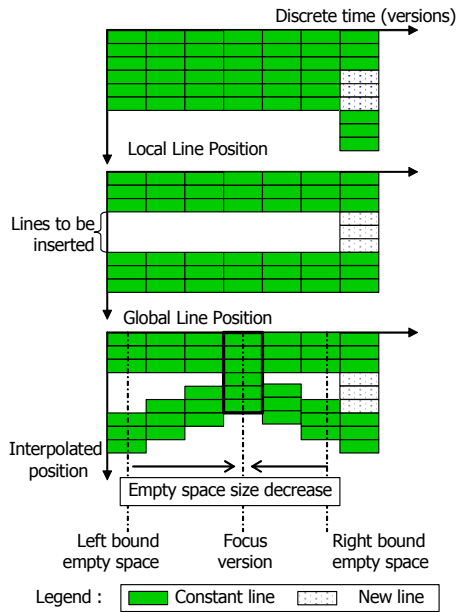 Discrete time (versions)
Local Line Position
Lines to be
inserted
Global Line Position
Interpolated
position
Empty space size decrease
Left bound
empty space
Focus
version
Right bound
empty space
Legend :
Constant line
New line